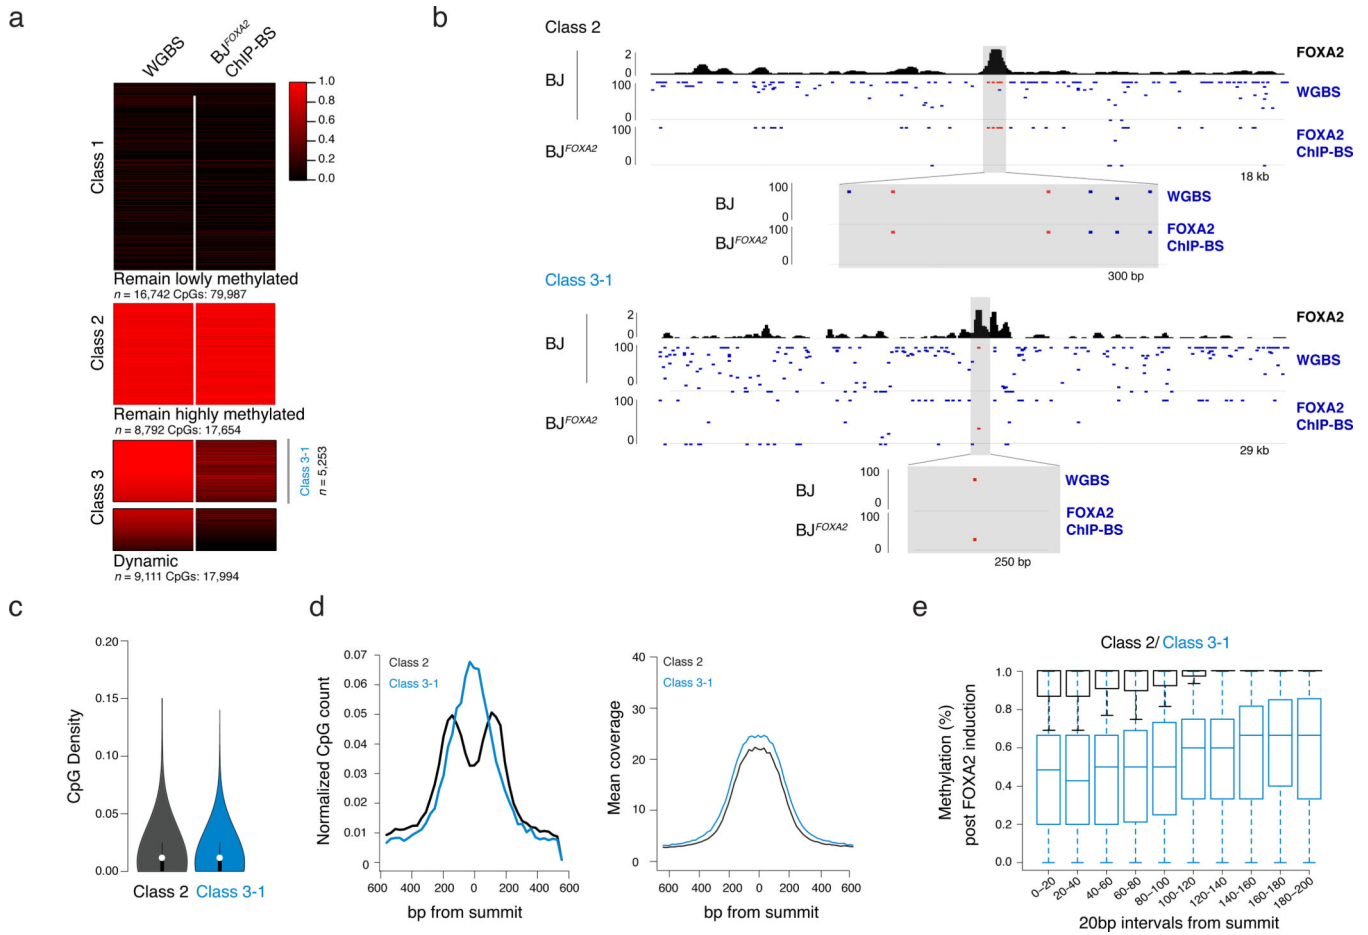 a
WGBS
BJFOXA2
ChIP-BS
1.0
0.8
0.6
0.4
0.2
0.0
Class 1
Remain lowly methylated
n = 16,742 CpGs: 79,987
Class 2
Remain highly methylated
n = 8,792 CpGs: 17,654
Class 3
Class 3-1
n = 5,253
Dynamic
n = 9,111 CpGs: 17,994
b
Class 2
BJ
2
0
FOXA2
100
0
WGBS
BJFOXA2
100
0
FOXA2
ChIP-BS
18 kb
BJ
100
0
WGBS
BJFOXA2
100
0
FOXA2
ChIP-BS
300 bp
Class 3-1
BJ
2
0
FOXA2
100
0
WGBS
BJFOXA2
100
0
FOXA2
ChIP-BS
29 kb
BJ
100
0
WGBS
BJFOXA2
100
0
FOXA2
ChIP-BS
250 bp
c
CpG Density
0.20
0.15
0.10
0.05
0.00
Class 2 Class 3-1
d
Normalized CpG count
0.07
0.06
0.05
0.04
0.03
0.02
0.01
0
Class 2
Class 3-1
600 400 200 0 200 400 600
bp from summit
Mean coverage
40
30
20
10
0
Class 2
Class 3-1
600 400 200 0 200 400 600
bp from summit
e
Class 2/ Class 3-1
Methylation (%)
post FOXA2 induction
1.0
0.8
0.6
0.4
0.2
0.0
0-20
20-40
40-60
60-80
80-100
100-120
120-140
140-160
160-180
180-200
20bp intervals from summit